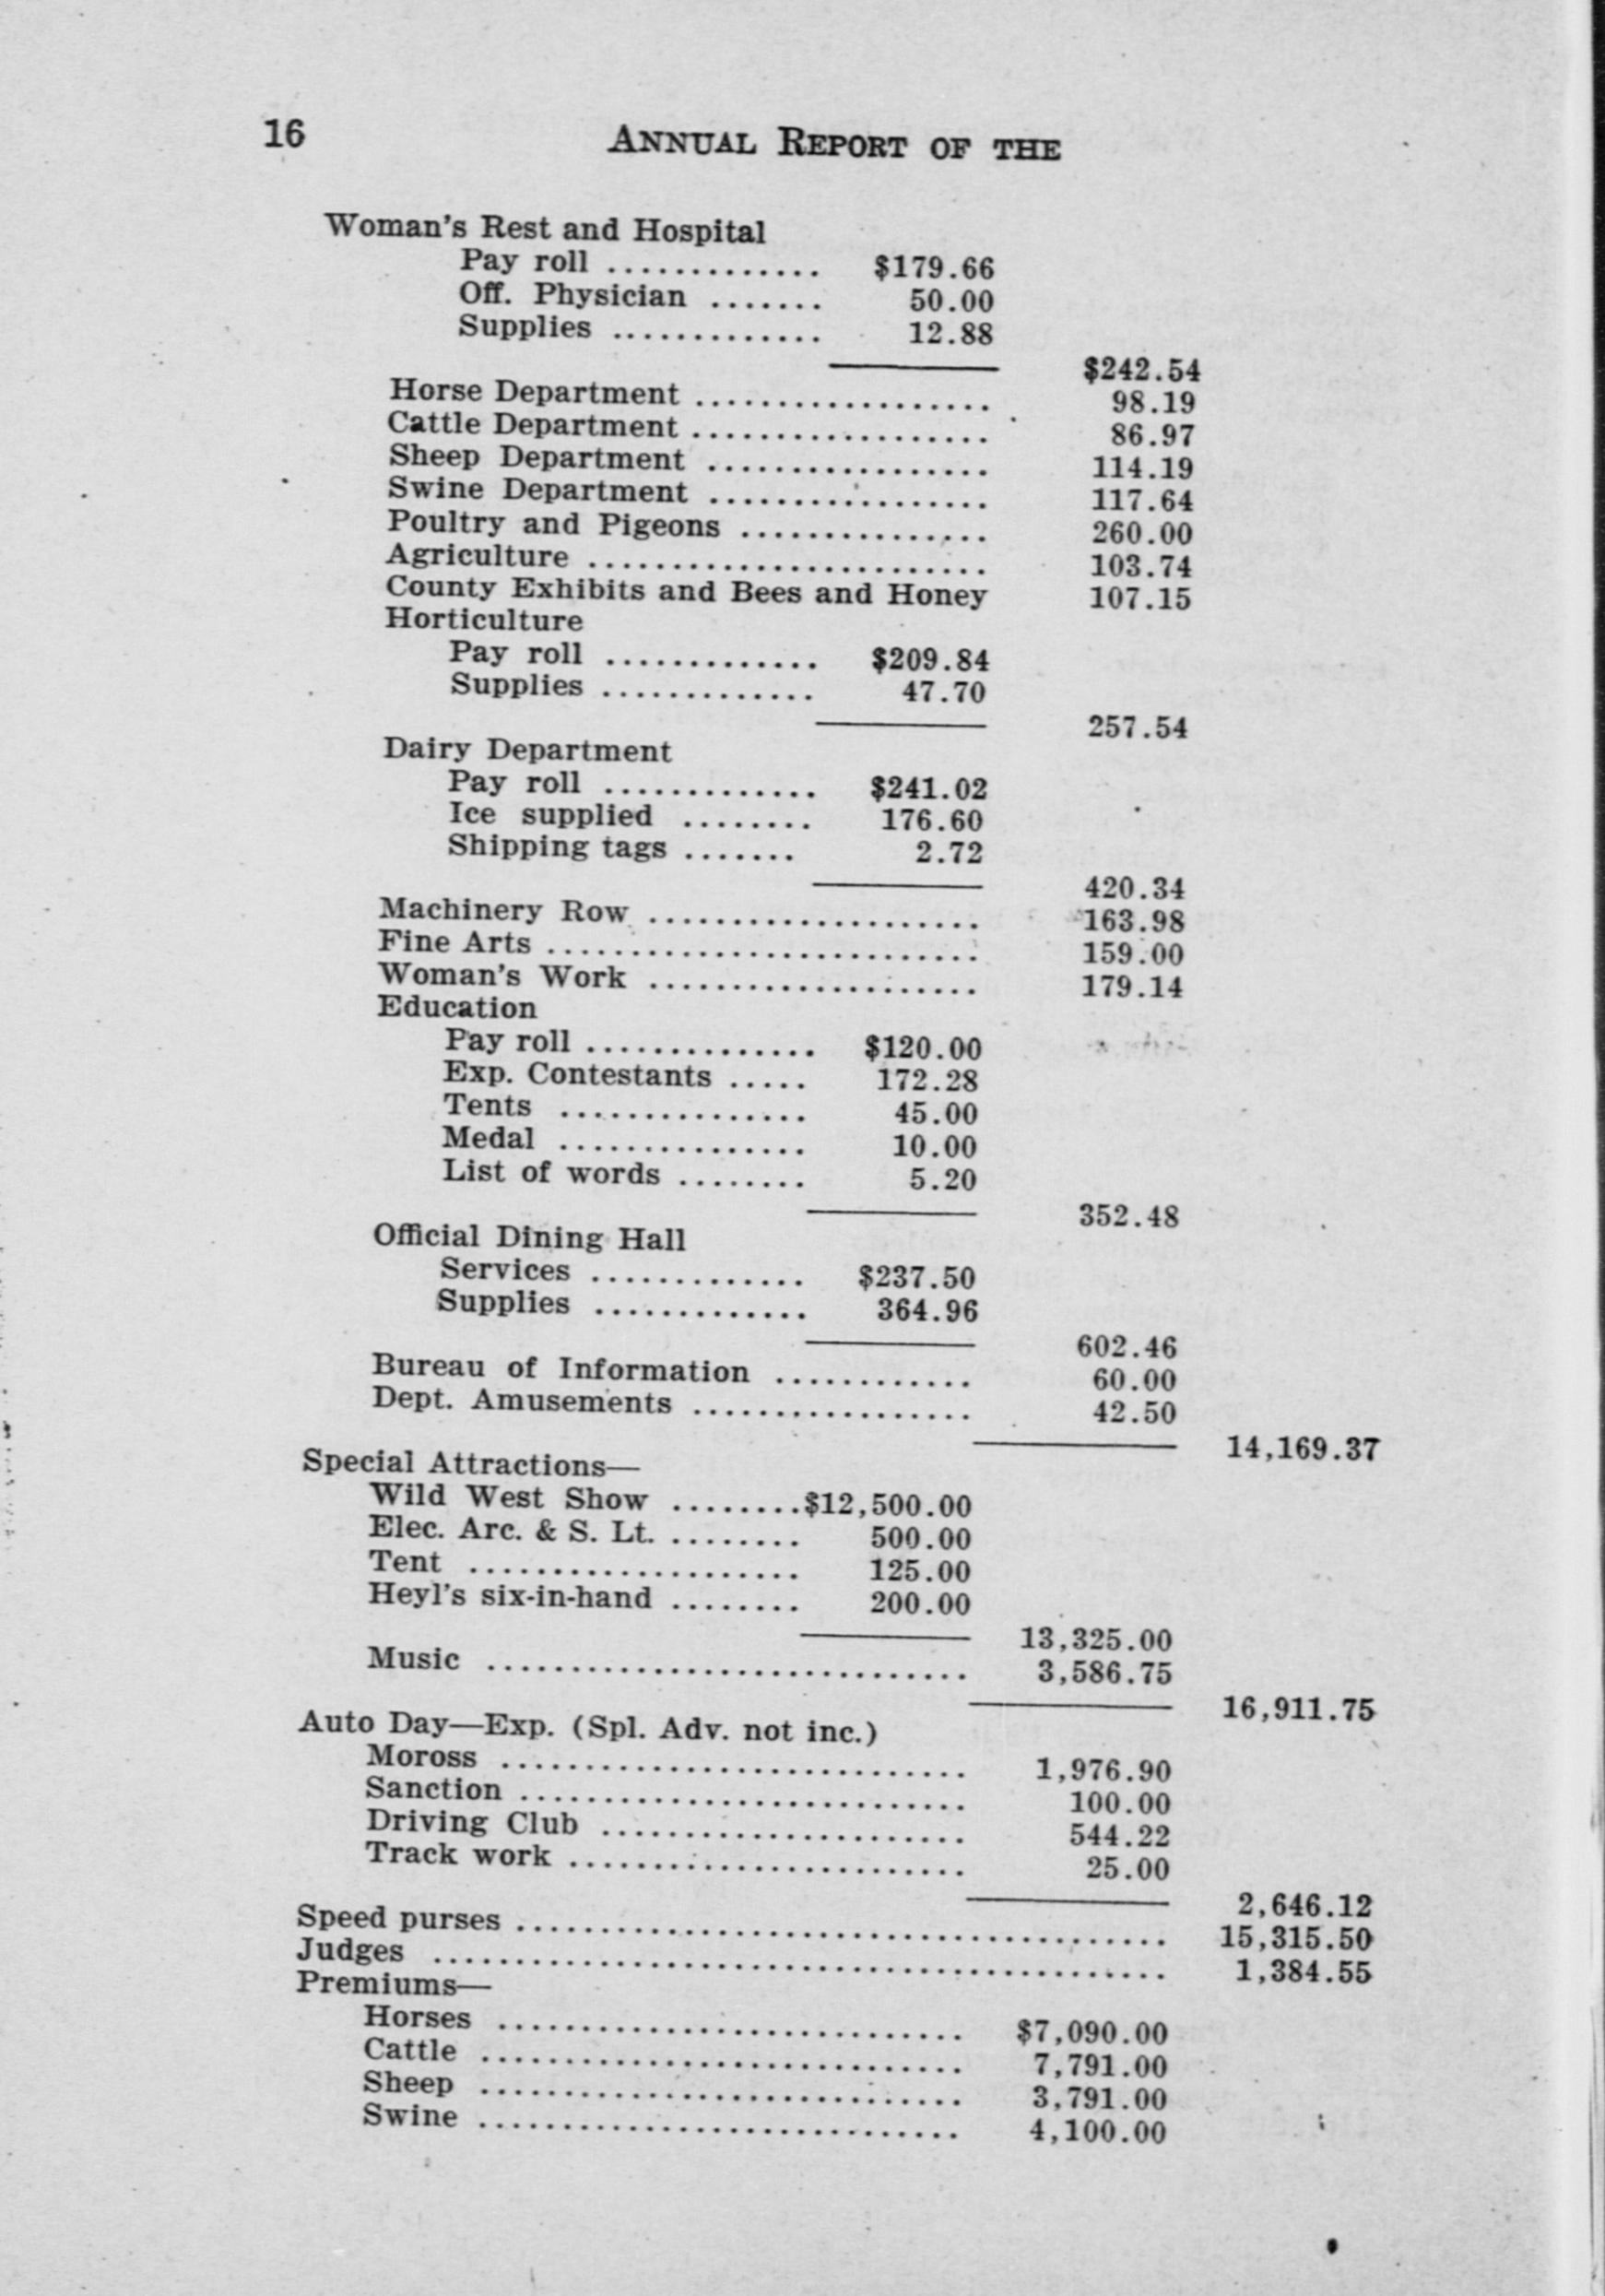 16 ANNUAL REPORT OF THE
Woman's Rest and Hospital
Pay roll ............. $179.66
Off. Physician ....... 50.00
Supplies ............. 12.88
$242.54
Horse Department .................. 98.19
Cattle Department .................. 86.97
Sheep Department ................. 114.19
Swine Department ................. 117.64
Poultry and Pigeons ............... 260.00
Agriculture ........................ 103.74
County Exhibits and Bees and Honey 107.15
Horticulture
Pay roll ............. $209.84
Supplies ............. 47.70
257.54
Dairy Department
Pay roll ............. $241.02
Ice supplied ........ 176.60
Shipping tags ....... 2.72
420.34
Machinery Row .................... 163.98
Fine Arts .......................... 159.00
Woman's Work .................... 179.14
Education
Pay roll .............. $120.00
Exp. Contestants ..... 172.28
Tents ............... 45.00
Medal ............... 10.00
List of words ........ 5.20
352.48
Official Dining Hall
Services ............. $237.50
Supplies ............. 364.96
602.46
Bureau of Information ............ 60.00
Dept. Amusements ................. 42.50
14,169.37
Special Attractions—
Wild West Show ........$12,500.00
Elec. Arc. & S. Lt. ........ 500.00
Tent .................... 125.00
Heyl's six-in-hand ........ 200.00
13,325.00
Music ............................. 3,586.75
16,911.75
Auto Day—Exp. (Spl. Adv. not inc.)
Moross ............................ 1,976.90
Sanction ........................... 100.00
Driving Club ...................... 544.22
Track work ........................ 25.00
2,646.12
Speed purses ....................................... 15,315.50
Judges ............................................ 1,384.55
Premiums—
Horses ............................ $7,090.00
Cattle ............................. 7,791.00
Sheep ............................. 3,791.00
Swine ............................. 4,100.00